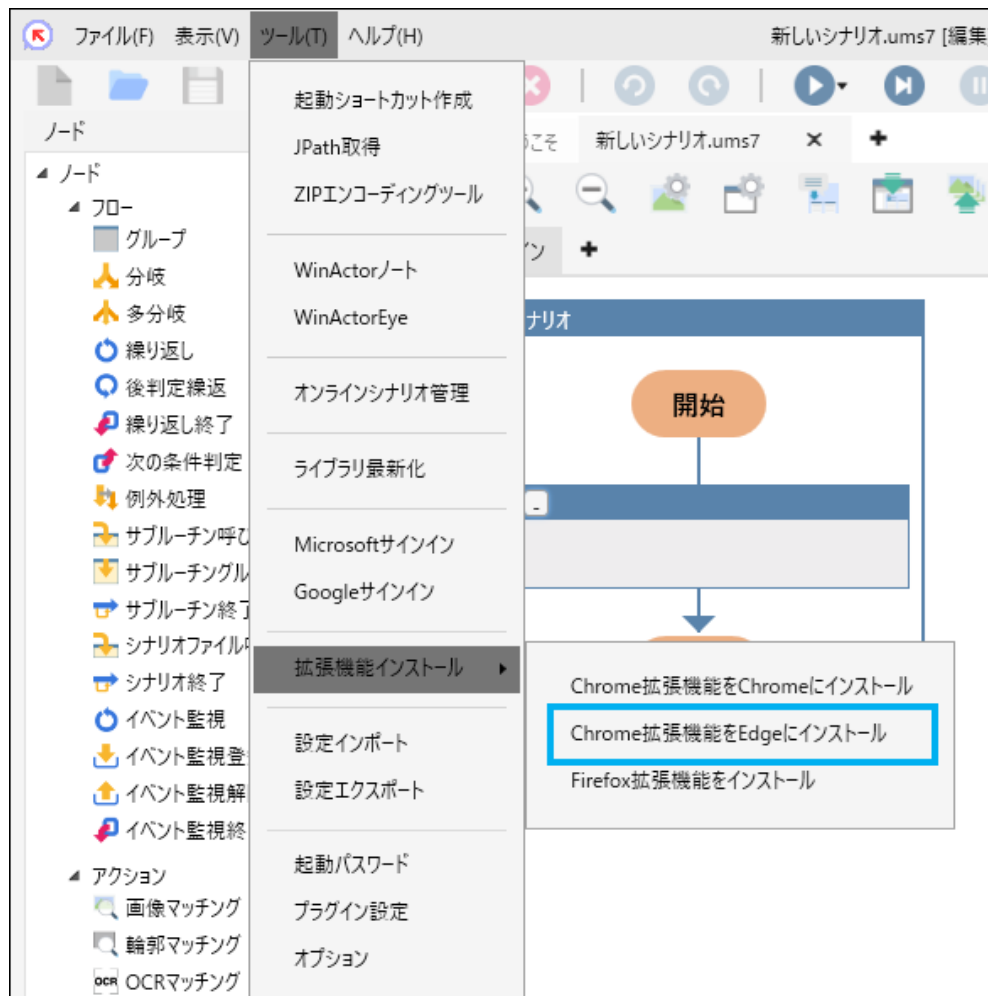 ファイル(F) 表示(V) ツール(T) ヘルプ(H) 新しいシナリオ.ums7 [編集
ノード
うこそ 新しいシナリオ.ums7
ノード
フロー
グループ
分岐
多分岐
繰り返し
後判定繰返
繰り返し終了
次の条件判定
例外処理
サブルーチン呼び
サブルーチングル
サブルーチン終了
シナリオファイル
シナリオ終了
イベント監視
イベント監視登
イベント監視解
イベント監視終
アクション
画像マッチング
輪郭マッチング
OCR OCRマッチング
起動ショートカット作成
JPath取得
ZIPエンコーディングツール
WinActorノート
WinActorEye
オンラインシナリオ管理
ライブラリ最新化
Microsoftサインイン
Googleサインイン
拡張機能インストール
設定インポート
設定エクスポート
起動パスワード
プラグイン設定
オプション
イン
ナリオ
開始
Chrome拡張機能をChromeにインストール
Chrome拡張機能をEdgeにインストール
Firefox拡張機能をインストール